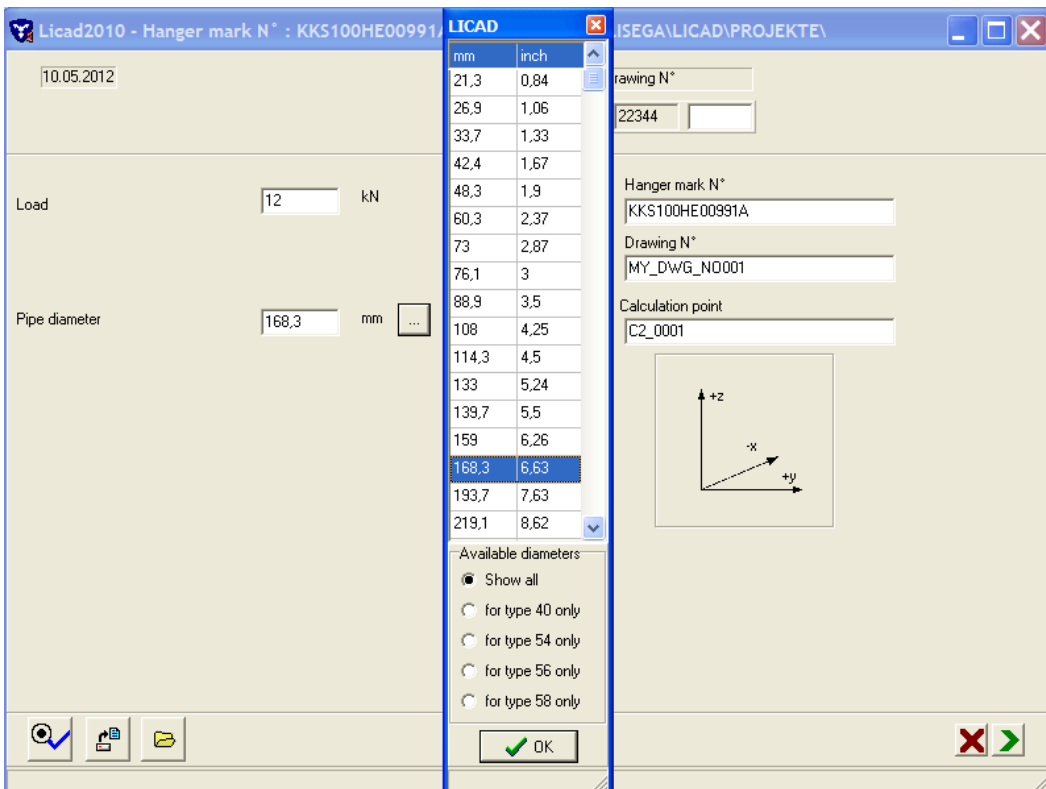 Licad2010 - Hanger mark N° : KKS100HE00991A
ISEGA\LICAD\PROJEKTE\
LICAD
10.05.2012
rawing N°
22344
Load
12
kN
Pipe diameter
168,3
mm
...
mm inch
21,3 0,84
26,9 1,06
33,7 1,33
42,4 1,67
48,3 1,9
60,3 2,37
73 2,87
76,1 3
88,9 3,5
108 4,25
114,3 4,5
133 5,24
139,7 5,5
159 6,26
168,3 6,63
193,7 7,63
219,1 8,62
Available diameters
Show all
for type 40 only
for type 54 only
for type 56 only
for type 58 only
OK
Hanger mark N°
KKS100HE00991A
Drawing N°
MY_DWG_NO001
Calculation point
C2_0001
+z
-x
+y